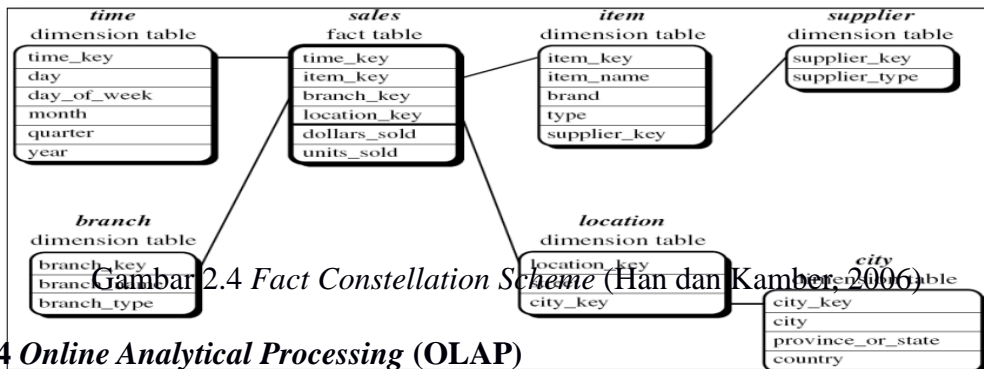 time
dimension table
time_key
day
day_of_week
month
quarter
year
sales
fact table
time_key
item_key
branch_key
location_key
dollars_sold
units_sold
item
dimension table
item_key
item_name
brand
type
supplier_key
supplier
dimension table
supplier_key
supplier_type
branch
dimension table
branch_key
branch_name
branch_type
location
dimension table
location_key
city_key
city
dimension table
city_key
city
province_or_state
country
Gambar 2.4 Fact Constellation Scheme (Han dan Kamber, 2006)
4 Online Analytical Processing (OLAP)